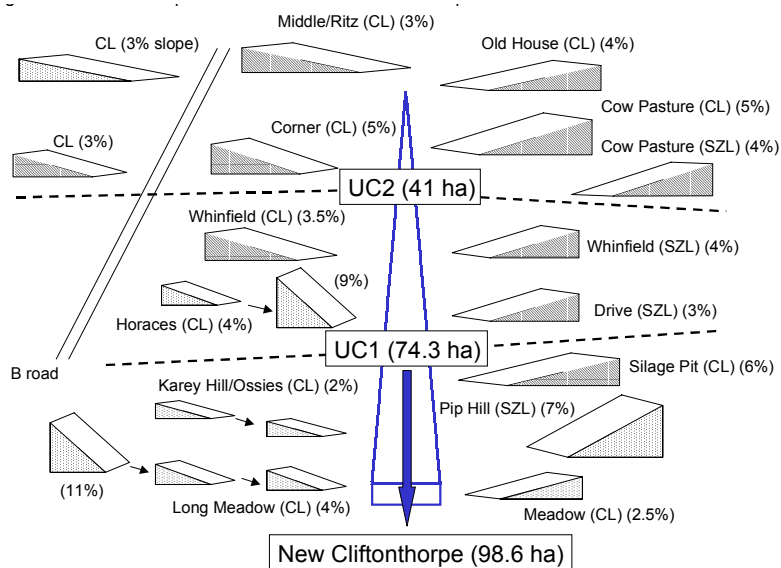 Middle/Ritz (CL) (3%)
CL (3% slope)
Old House (CL) (4%)
Cow Pasture (CL) (5%)
CL (3%)
Corner (CL) (5%)
Cow Pasture (SZL) (4%)
UC2 (41 ha)
Whinfield (CL) (3.5%)
Whinfield (SZL) (4%)
(9%)
Horaces (CL) (4%)
Drive (SZL) (3%)
UC1 (74.3 ha)
B road
Silage Pit (CL) (6%)
Karey Hill/Ossies (CL) (2%)
Pip Hill (SZL) (7%)
(11%)
Long Meadow (CL) (4%)
Meadow (CL) (2.5%)
New Cliftonthorpe (98.6 ha)